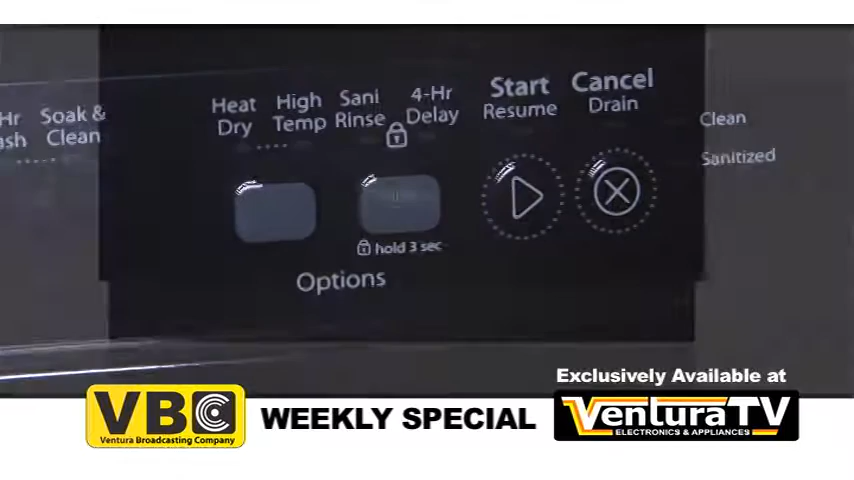 Hr
ash
Soak &
Clean
Heat
Dry
High
Temp
Sani
Rinse
4-Hr
Delay
Start
Resume
Cancel
Drain
Clean
Sanitized
hold 3 sec
Options
Exclusively Available at
VBC
Ventura Broadcasting Company
WEEKLY SPECIAL
VenturaTV
ELECTRONICS & APPLIANCES